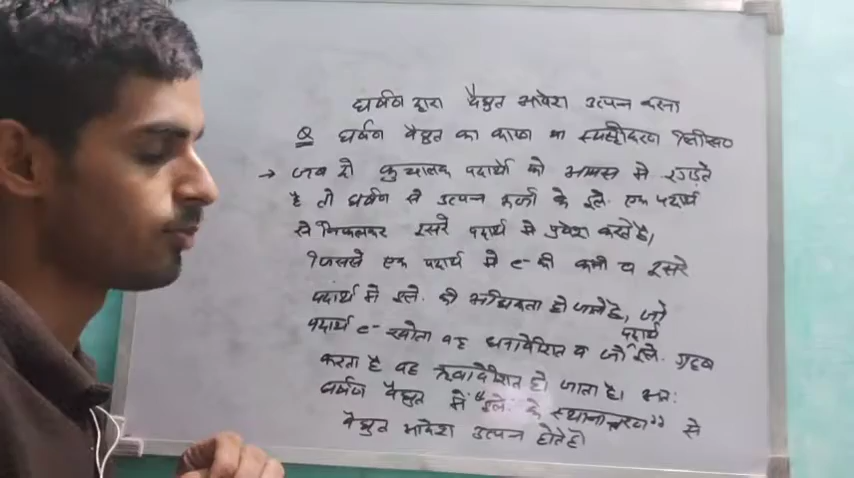 घर्षण द्वारा वैद्युत आवेश उत्पन्न करना
Q घर्षण वैद्युत का कारण या स्पष्टीकरण लिखिए
→ जब दो कुचालक पदार्थो को आपस मे रगड़ते
है तो घर्षण से उत्पन्न ऊर्जा के इले. एक पदार्थ
से निकलकर दूसरे पदार्थ मे प्रवेश करते है,
जिससे एक पदार्थ मे e- की कमी व दूसरे
पदार्थ मे इले. की अधिकता हो जाती है, जो
पदार्थ e- खोता वह धनावेशित व जो पदार्थ इले. ग्रहण
करता है वह ऋणावेशित हो जाता है। अतः
घर्षण वैद्युत में "इले. के स्थानान्तरण" से
वैद्युत आवेश उत्पन्न होते है।